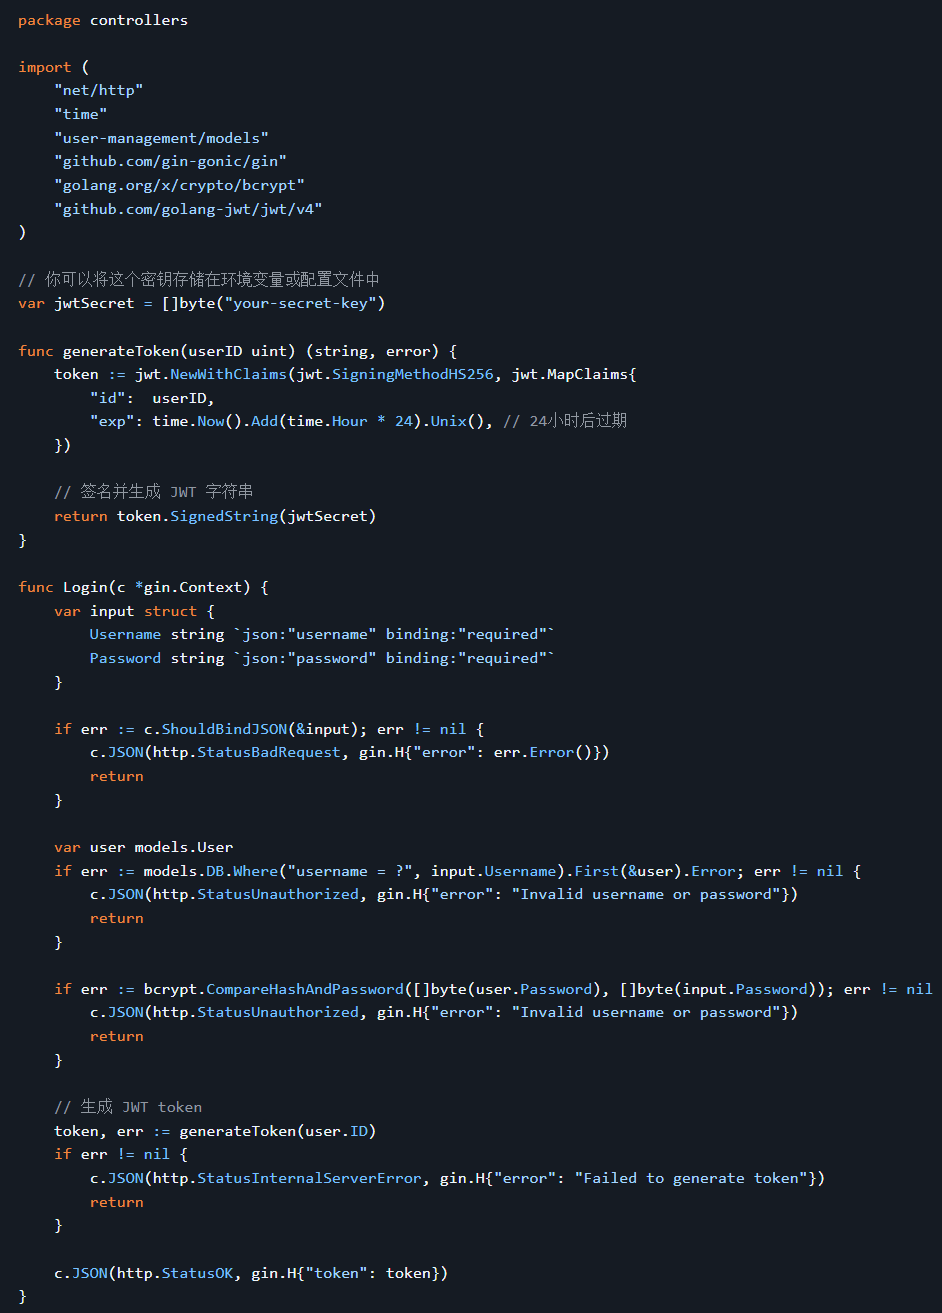 package controllers
import (
"net/http"
"time"
"user-management/models"
"github.com/gin-gonic/gin"
"golang.org/x/crypto/bcrypt"
"github.com/golang-jwt/jwt/v4"
)
// 你可以将这个密钥存储在环境变量或配置文件中
var jwtSecret = []byte("your-secret-key")
func generateToken(userID uint) (string, error) {
token := jwt.NewWithClaims(jwt.SigningMethodHS256, jwt.MapClaims{
"id":  userID,
"exp": time.Now().Add(time.Hour * 24).Unix(), // 24小时后过期
})
// 签名并生成 JWT 字符串
return token.SignedString(jwtSecret)
}
func Login(c *gin.Context) {
var input struct {
Username string `json:"username" binding:"required"`
Password string `json:"password" binding:"required"`
}
if err := c.ShouldBindJSON(&input); err != nil {
c.JSON(http.StatusBadRequest, gin.H{"error": err.Error()})
return
}
var user models.User
if err := models.DB.Where("username = ?", input.Username).First(&user).Error; err != nil {
c.JSON(http.StatusUnauthorized, gin.H{"error": "Invalid username or password"})
return
}
if err := bcrypt.CompareHashAndPassword([]byte(user.Password), []byte(input.Password)); err != nil
c.JSON(http.StatusUnauthorized, gin.H{"error": "Invalid username or password"})
return
}
// 生成 JWT token
token, err := generateToken(user.ID)
if err != nil {
c.JSON(http.StatusInternalServerError, gin.H{"error": "Failed to generate token"})
return
}
c.JSON(http.StatusOK, gin.H{"token": token})
}